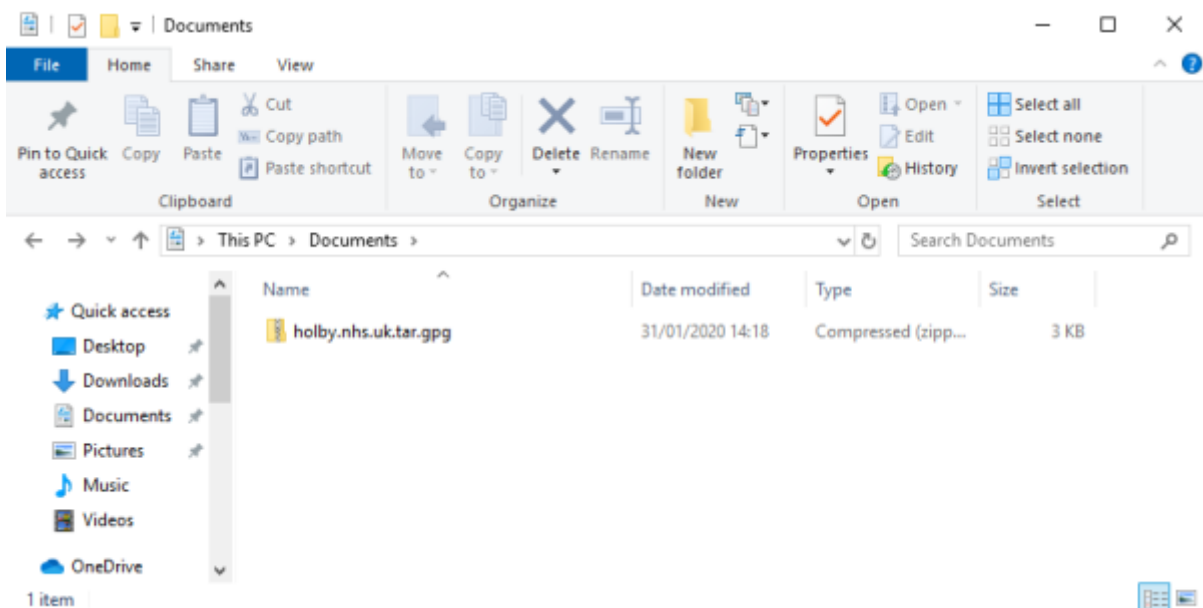 Documents
File Home Share View
Pin to Quick access
Copy
Paste
Cut
Copy path
Paste shortcut
Clipboard
Move to
Copy to
Delete
Rename
Organize
New folder
New
Properties
Open
Edit
History
Open
Select all
Select none
Invert selection
Select
This PC > Documents >
Search Documents
Quick access
Desktop
Downloads
Documents
Pictures
Music
Videos
OneDrive
Name Date modified Type Size
holby.nhs.uk.tar.gpg 31/01/2020 14:18 Compressed (zipp... 3 KB
1 item